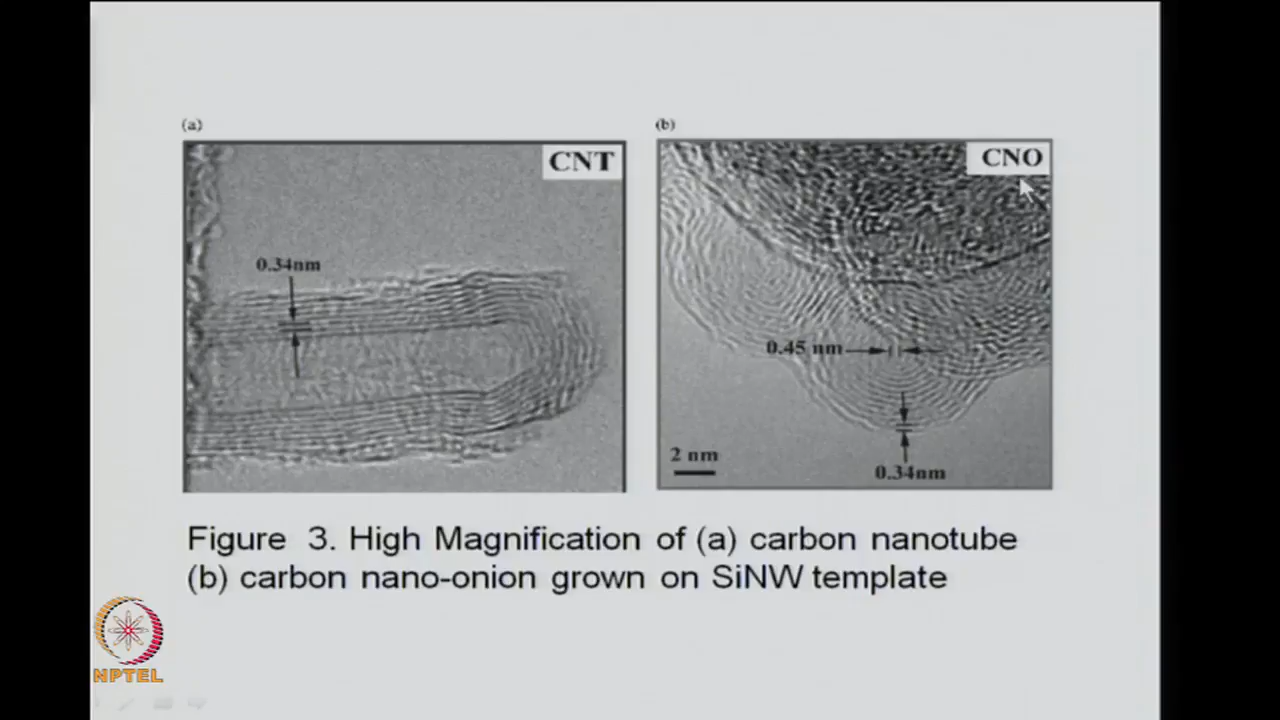 (a)
CNT
0.34nm
(b)
CNO
0.45 nm
2 nm
0.34nm
Figure 3. High Magnification of (a) carbon nanotube
(b) carbon nano-onion grown on SiNW template
NPTEL